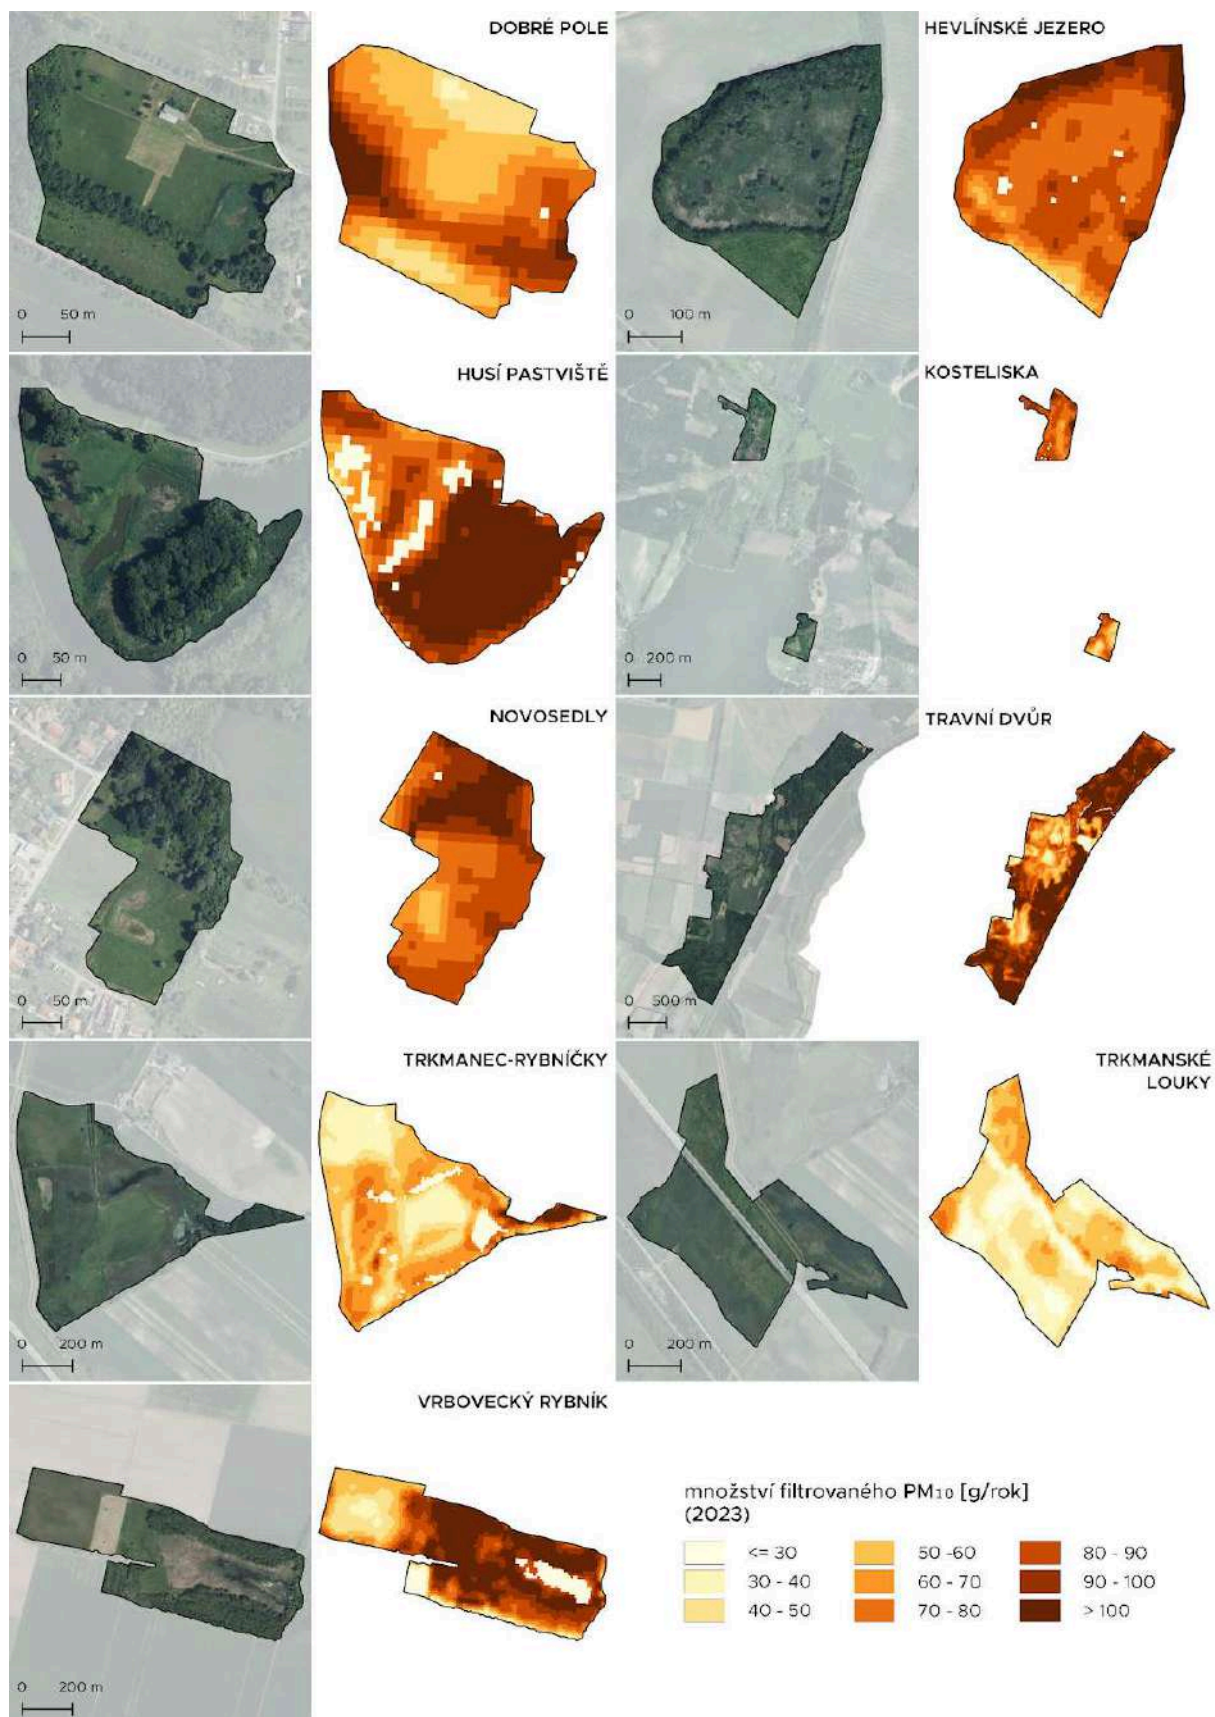 DOBRÉ POLE
HEVLÍNSKÉ JEZERO
0 50 m
0 100 m
HUSÍ PASTVIŠTĚ
KOSTELISKA
0 50 m
0 200 m
NOVOSEDLY
TRAVNÍ DVŮR
0 50 m
0 500 m
TRKMANEC-RYBNÍČKY
TRKMANSKÉ
LOUKY
0 200 m
0 200 m
VRBOVECKÝ RYBNÍK
0 200 m
množství filtrovaného PM₁₀ [g/rok]
(2023)
<= 30
50 -60
80 - 90
30 - 40
60 - 70
90 - 100
40 - 50
70 - 80
> 100